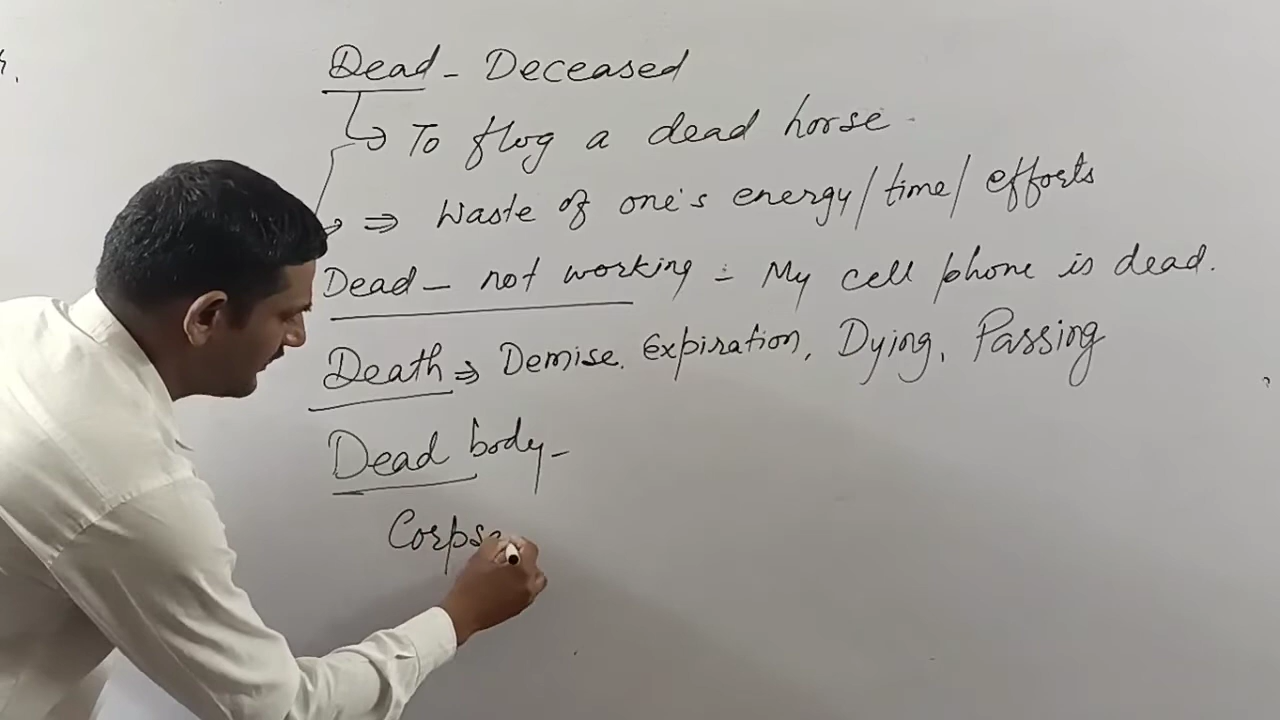 Dead - Deceased
To flog a dead horse.
⇒ Waste of one's energy/time/efforts
Dead - not working - My cell phone is dead.
Death ⇒ Demise, Expiration, Dying, Passing
Dead body -
Corpse